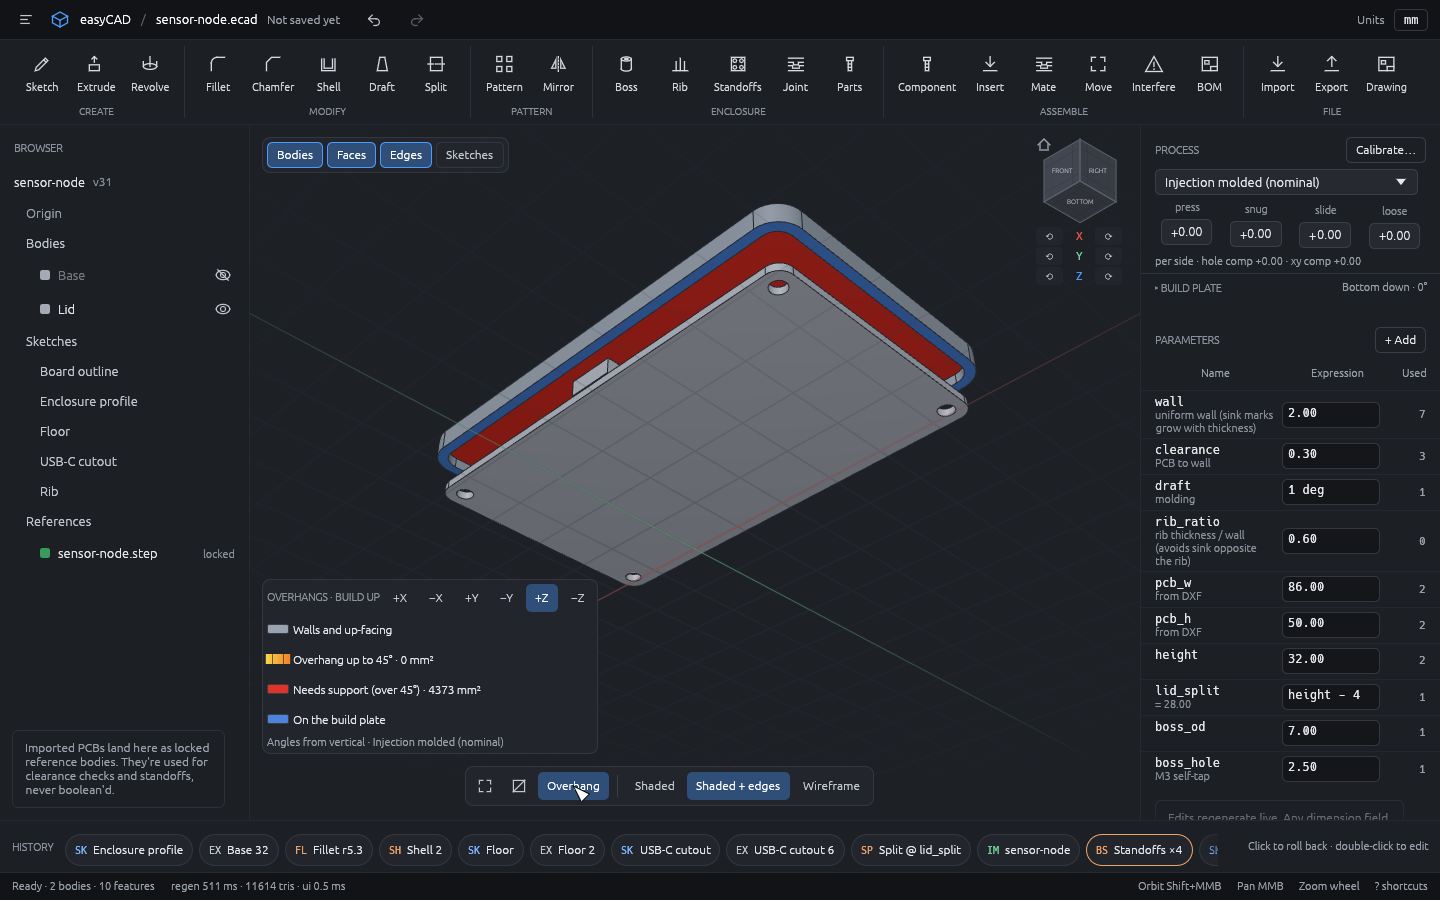 easyCAD / sensor-node.ecad Not saved yet
Units mm
Sketch Extrude Revolve
CREATE
Fillet Chamfer Shell Draft Split
MODIFY
Pattern Mirror
PATTERN
Boss Rib Standoffs Joint Parts
ENCLOSURE
Component Insert Mate Move Interfere BOM
ASSEMBLE
Import Export Drawing
FILE
BROWSER
sensor-node v31
Origin
Bodies
Base
Lid
Sketches
Board outline
Enclosure profile
Floor
USB-C cutout
Rib
References
sensor-node.step locked
Imported PCBs land here as locked
reference bodies. They're used for
clearance checks and standoffs,
never boolean'd.
Bodies Faces Edges Sketches
FRONT RIGHT
BOTTOM
X
Y
Z
OVERHANGS · BUILD UP +X −X +Y −Y +Z −Z
Walls and up-facing
Overhang up to 45° · 0 mm²
Needs support (over 45°) · 4373 mm²
On the build plate
Angles from vertical · Injection molded (nominal)
Overhang Shaded Shaded + edges Wireframe
PROCESS Calibrate…
Injection molded (nominal)
press snug slide loose
+0.00 +0.00 +0.00 +0.00
per side · hole comp +0.00 · xy comp +0.00
BUILD PLATE Bottom down · 0°
PARAMETERS + Add
Name Expression Used
wall 2.00 7
uniform wall (sink marks
grow with thickness)
clearance 0.30 3
PCB to wall
draft 1 deg 1
molding
rib_ratio 0.60 0
rib thickness / wall
(avoids sink opposite
the rib)
pcb_w 86.00 2
from DXF
pcb_h 50.00 2
from DXF
height 32.00 2
lid_split height − 4 1
= 28.00
boss_od 7.00 1
boss_hole 2.50 1
M3 self-tap
Edits regenerate live. Any dimension field
HISTORY SK Enclosure profile EX Base 32 FL Fillet r5.3 SH Shell 2 SK Floor EX Floor 2 SK USB-C cutout EX USB-C cutout 6 SP Split @ lid_split IM sensor-node BS Standoffs ×4
Click to roll back · double-click to edit
Ready · 2 bodies · 10 features regen 511 ms · 11614 tris · ui 0.5 ms
Orbit Shift+MMB Pan MMB Zoom wheel ? shortcuts